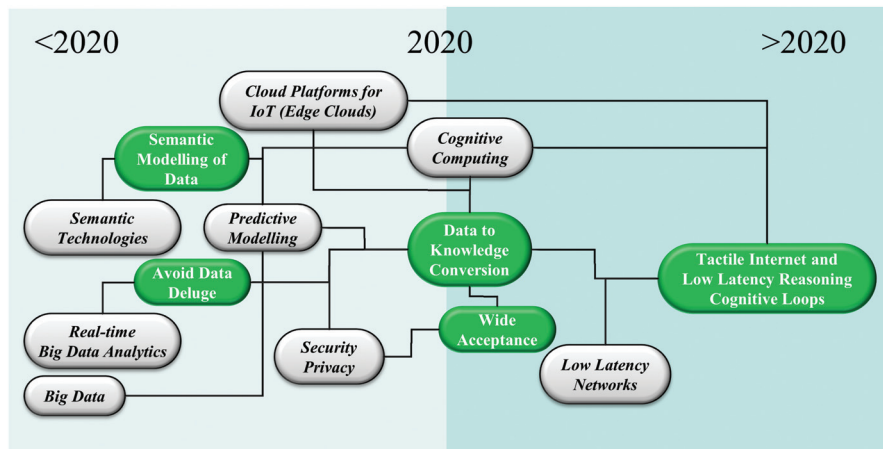 <2020
2020
>2020
Cloud Platforms for
IoT (Edge Clouds)
Semantic
Modelling of
Data
Cognitive
Computing
Semantic
Technologies
Predictive
Modelling
Data to
Knowledge
Conversion
Tactile Internet and
Low Latency Reasoning
Cognitive Loops
Avoid Data
Deluge
Real-time
Big Data Analytics
Security
Privacy
Wide
Acceptance
Low Latency
Networks
Big Data